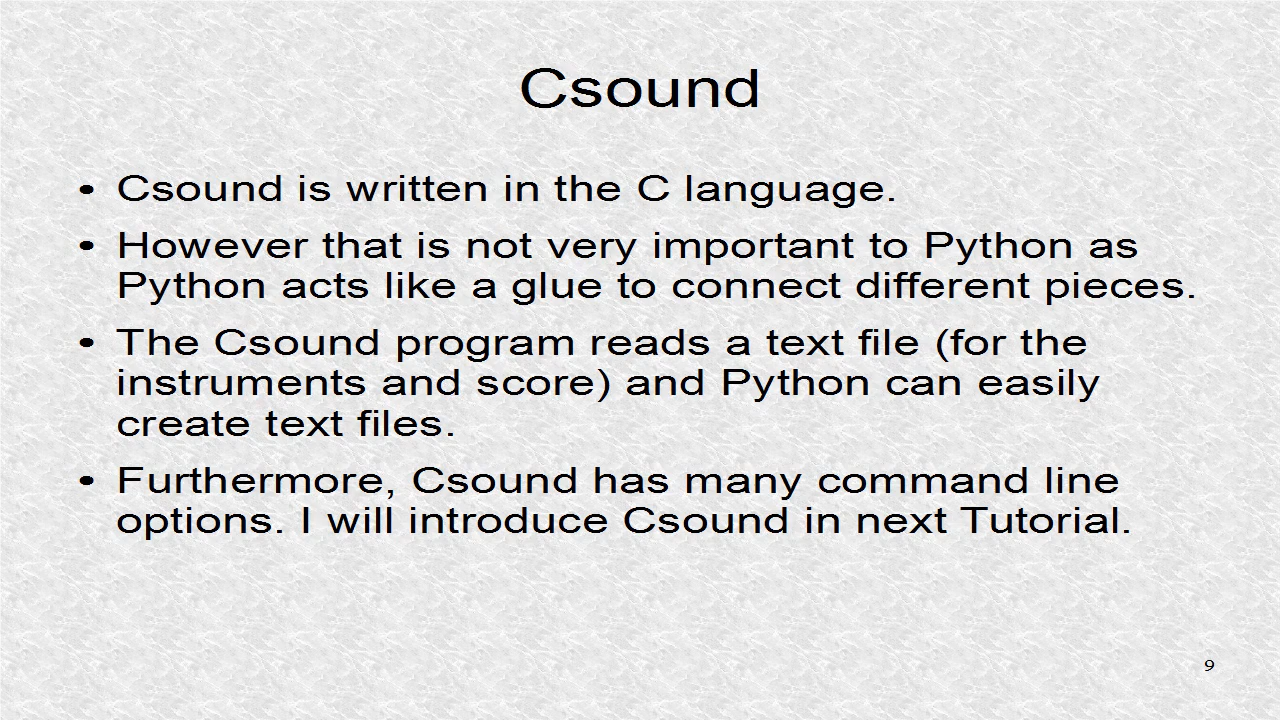 Csound
• Csound is written in the C language.
• However that is not very important to Python as
Python acts like a glue to connect different pieces.
• The Csound program reads a text file (for the
instruments and score) and Python can easily
create text files.
• Furthermore, Csound has many command line
options. I will introduce Csound in next Tutorial.
9